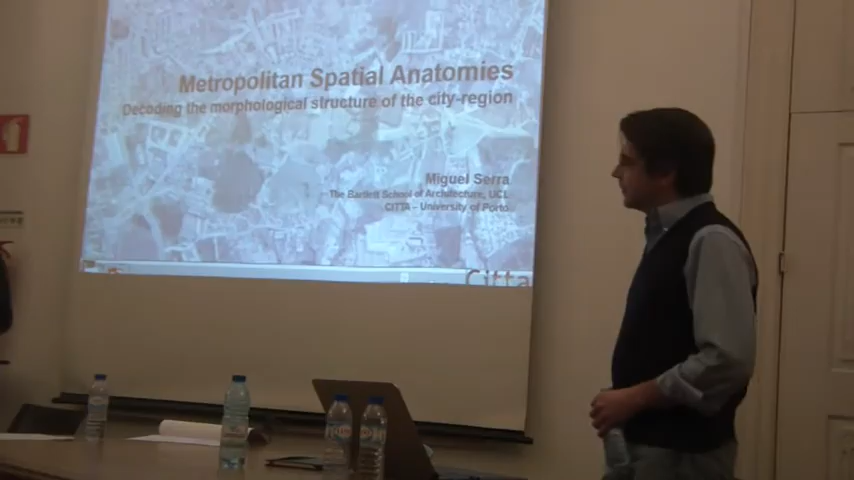 Metropolitan Spatial Anatomies
Decoding the morphological structure of the city-region
Miguel Serra
The Bartlett School of Architecture, UCL
CITTA – University of Porto
Citta